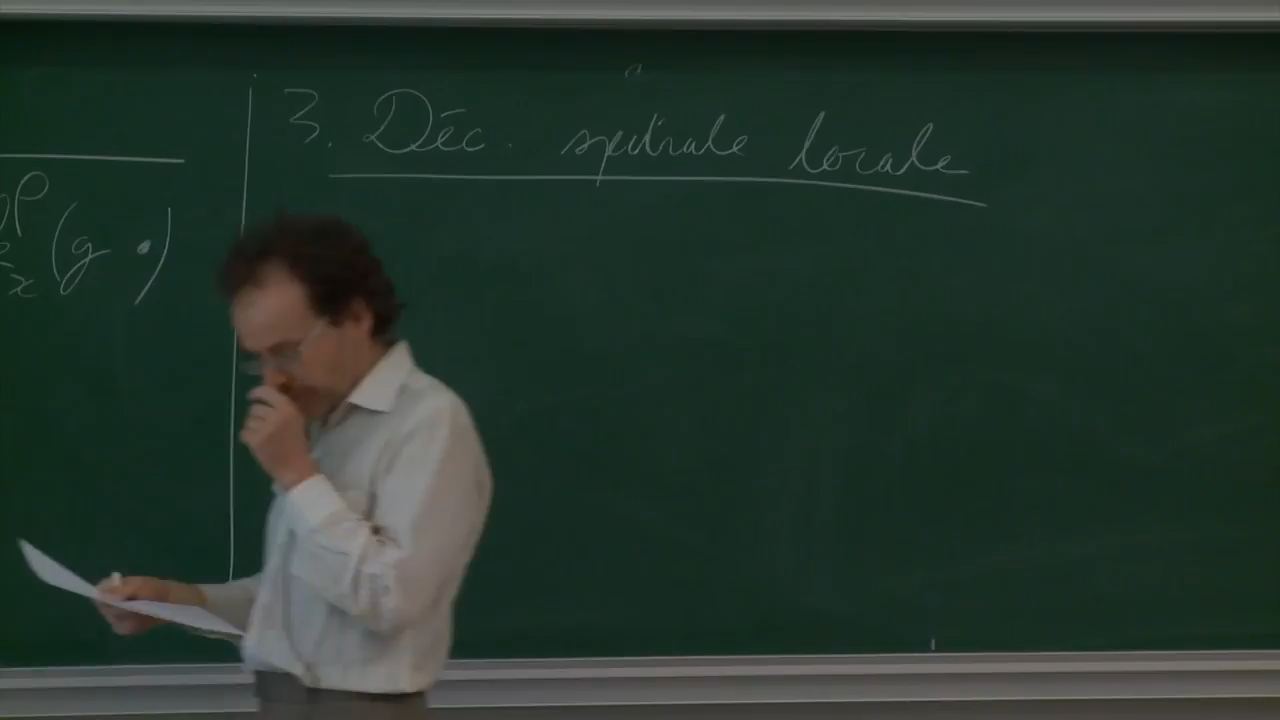 3. Déc. spectrale locale
(g •)
x